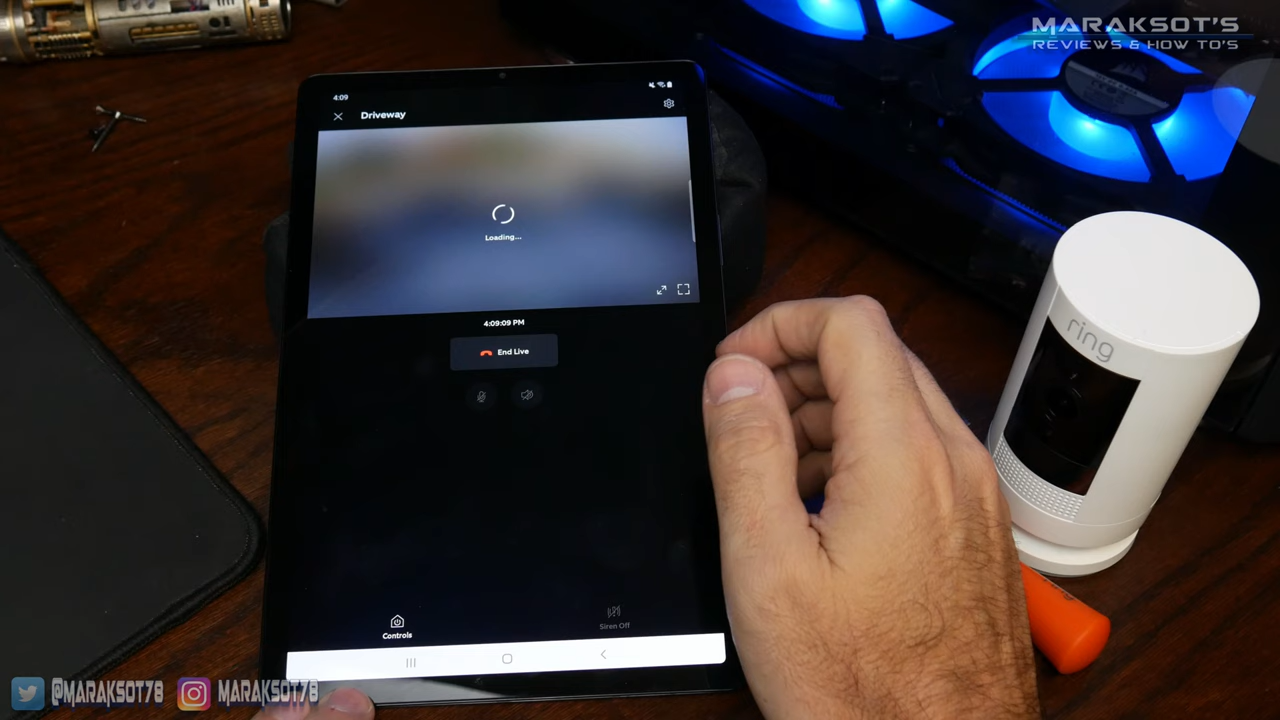 MARAKSOT'S
REVIEWS & HOW TO'S
4:09
Driveway
Loading...
4:09:09 PM
End Live
Controls
Siren Off
ring
@MARAKSOT78
MARAKSOT78